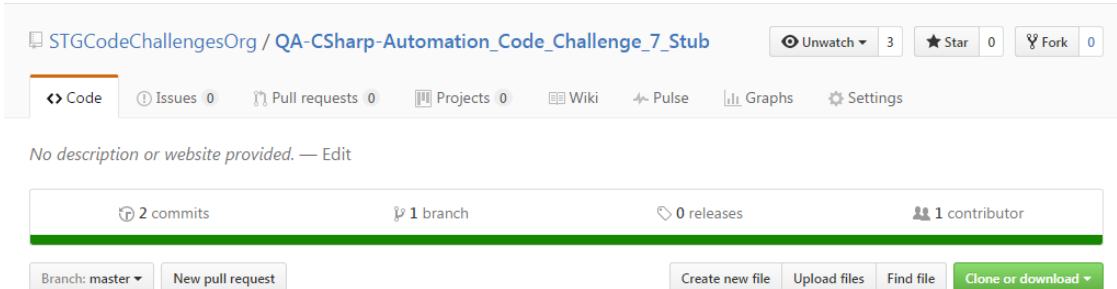 STGCodeChallengesOrg / QA-CSharp-Automation_Code_Challenge_7_Stub Unwatch 3 Star 0 Fork 0
Code Issues 0 Pull requests 0 Projects 0 Wiki Pulse Graphs Settings
No description or website provided. — Edit
2 commits 1 branch 0 releases 1 contributor
Branch: master New pull request Create new file Upload files Find file Clone or download